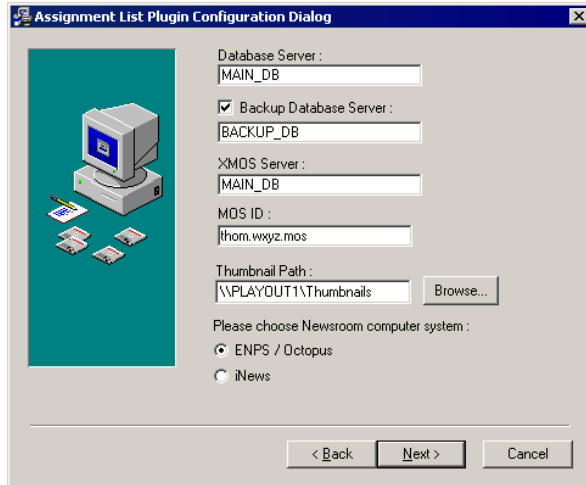 Assignment List Plugin Configuration Dialog
Database Server :
MAIN_DB
Backup Database Server :
BACKUP_DB
XMOS Server :
MAIN_DB
MOS ID :
thom.wxyz.mos
Thumbnail Path :
\\PLAYOUT1\Thumbnails
Browse...
Please choose Newsroom computer system :
ENPS / Octopus
iNews
< Back Next > Cancel